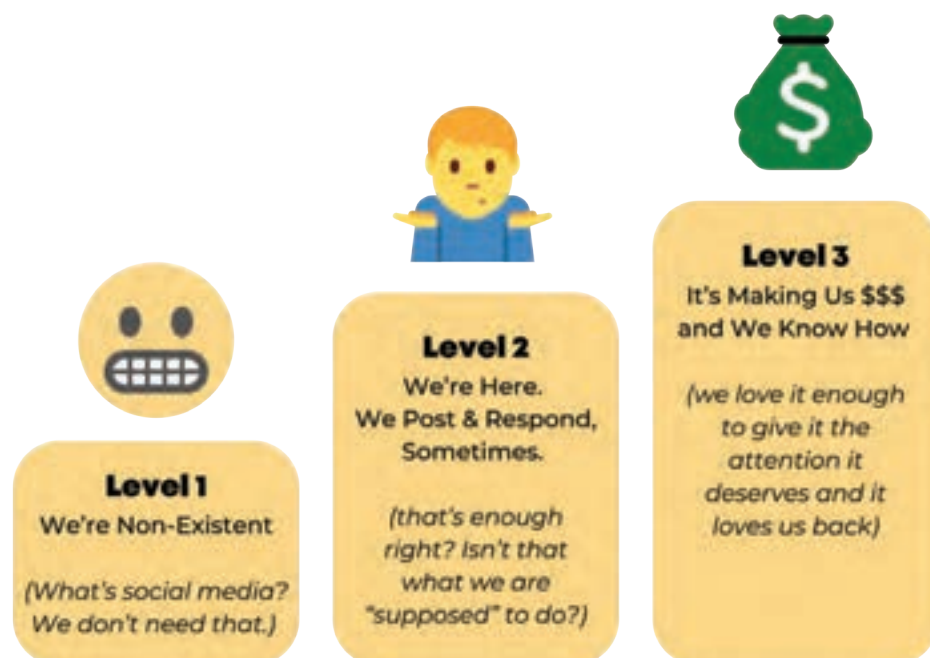 $
Level 1
We're Non-Existent
(What's social media?
We don't need that.)
Level 2
We're Here.
We Post & Respond,
Sometimes.
(that's enough
right? Isn't that
what we are
"supposed" to do?)
Level 3
It's Making Us $$$
and We Know How
(we love it enough
to give it the
attention it
deserves and it
loves us back)